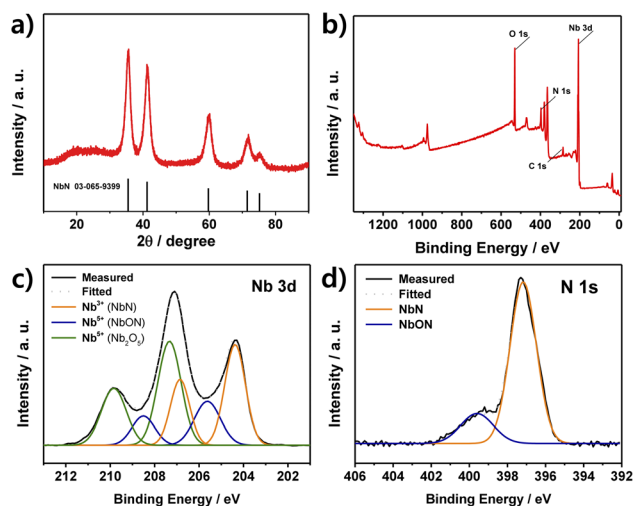 a)
Intensity / a. u.
NbN 03-065-9399
20 40 60 80
2θ / degree
b)
Intensity / a. u.
O 1s
Nb 3d
N 1s
C 1s
1200 1000 800 600 400 200 0
Binding Energy / eV
c)
Nb 3d
Intensity / a. u.
Measured
Fitted
Nb³⁺ (NbN)
Nb⁵⁺ (NbON)
Nb⁵⁺ (Nb₂O₅)
212 210 208 206 204 202
Binding Energy / eV
d)
N 1s
Intensity / a. u.
Measured
Fitted
NbN
NbON
406 404 402 400 398 396 394 392
Binding Energy / eV